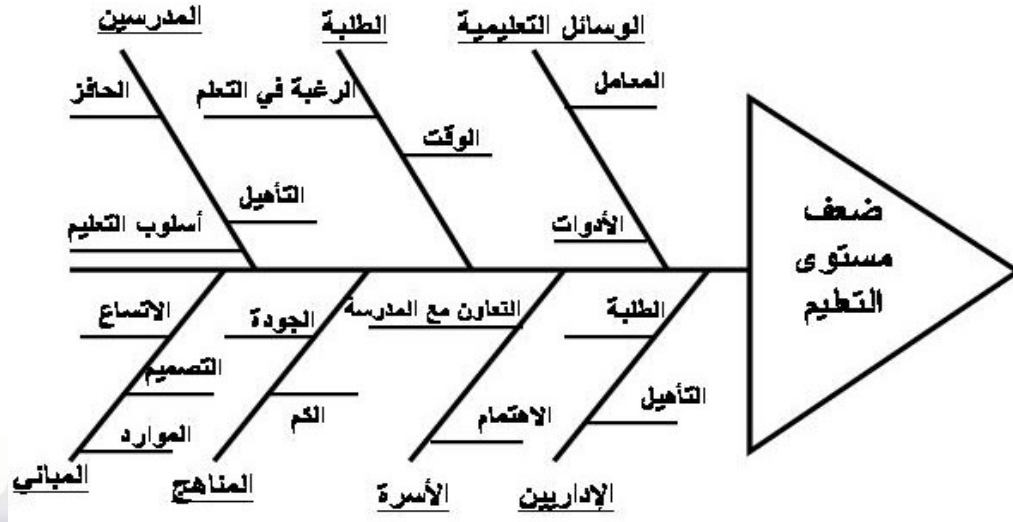 الوسائل التعليمية
المعامل
الأدوات
الطلبة
الرغبة في التعلم
الوقت
المدرسين
الحافز
التأهيل
أسلوب التعليم
ضعف
مستوى
التعليم
الطلبة
التأهيل
الإداريين
التعاون مع المدرسة
الاهتمام
الأسرة
الجودة
الكم
المناهج
الاتساع
التصميم
الموارد
المباني